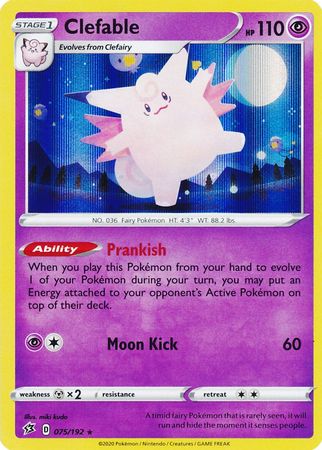 STAGE 1
Clefable
HP 110
Evolves from Clefairy
NO. 036 Fairy Pokémon HT. 4'3" WT. 88.2 lbs.
Ability Prankish
When you play this Pokémon from your hand to evolve
1 of your Pokémon during your turn, you may put an
Energy attached to your opponent's Active Pokémon on
top of their deck.
Moon Kick 60
weakness ×2 resistance retreat
Illus. miki kudo
D 075/192 ★
A timid fairy Pokémon that is rarely seen, it will
run and hide the moment it senses people.
©2020 Pokémon / Nintendo / Creatures / GAME FREAK